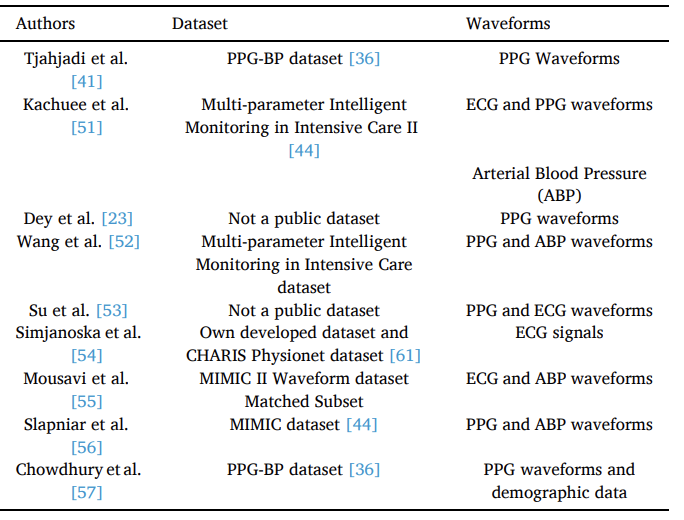 Authors Dataset Waveforms
Tjahjadi et al. PPG-BP dataset [36] PPG Waveforms
[41]
Kachuee et al. Multi-parameter Intelligent ECG and PPG waveforms
[51] Monitoring in Intensive Care II
[44]
Arterial Blood Pressure
(ABP)
Dey et al. [23] Not a public dataset PPG waveforms
Wang et al. [52] Multi-parameter Intelligent PPG and ABP waveforms
Monitoring in Intensive Care
dataset
Su et al. [53] Not a public dataset PPG and ECG waveforms
Simjanoska et al. Own developed dataset and ECG signals
[54] CHARIS Physionet dataset [61]
Mousavi et al. MIMIC II Waveform dataset ECG and ABP waveforms
[55] Matched Subset
Slapniar et al. MIMIC dataset [44] PPG and ABP waveforms
[56]
Chowdhury et al. PPG-BP dataset [36] PPG waveforms and
[57] demographic data